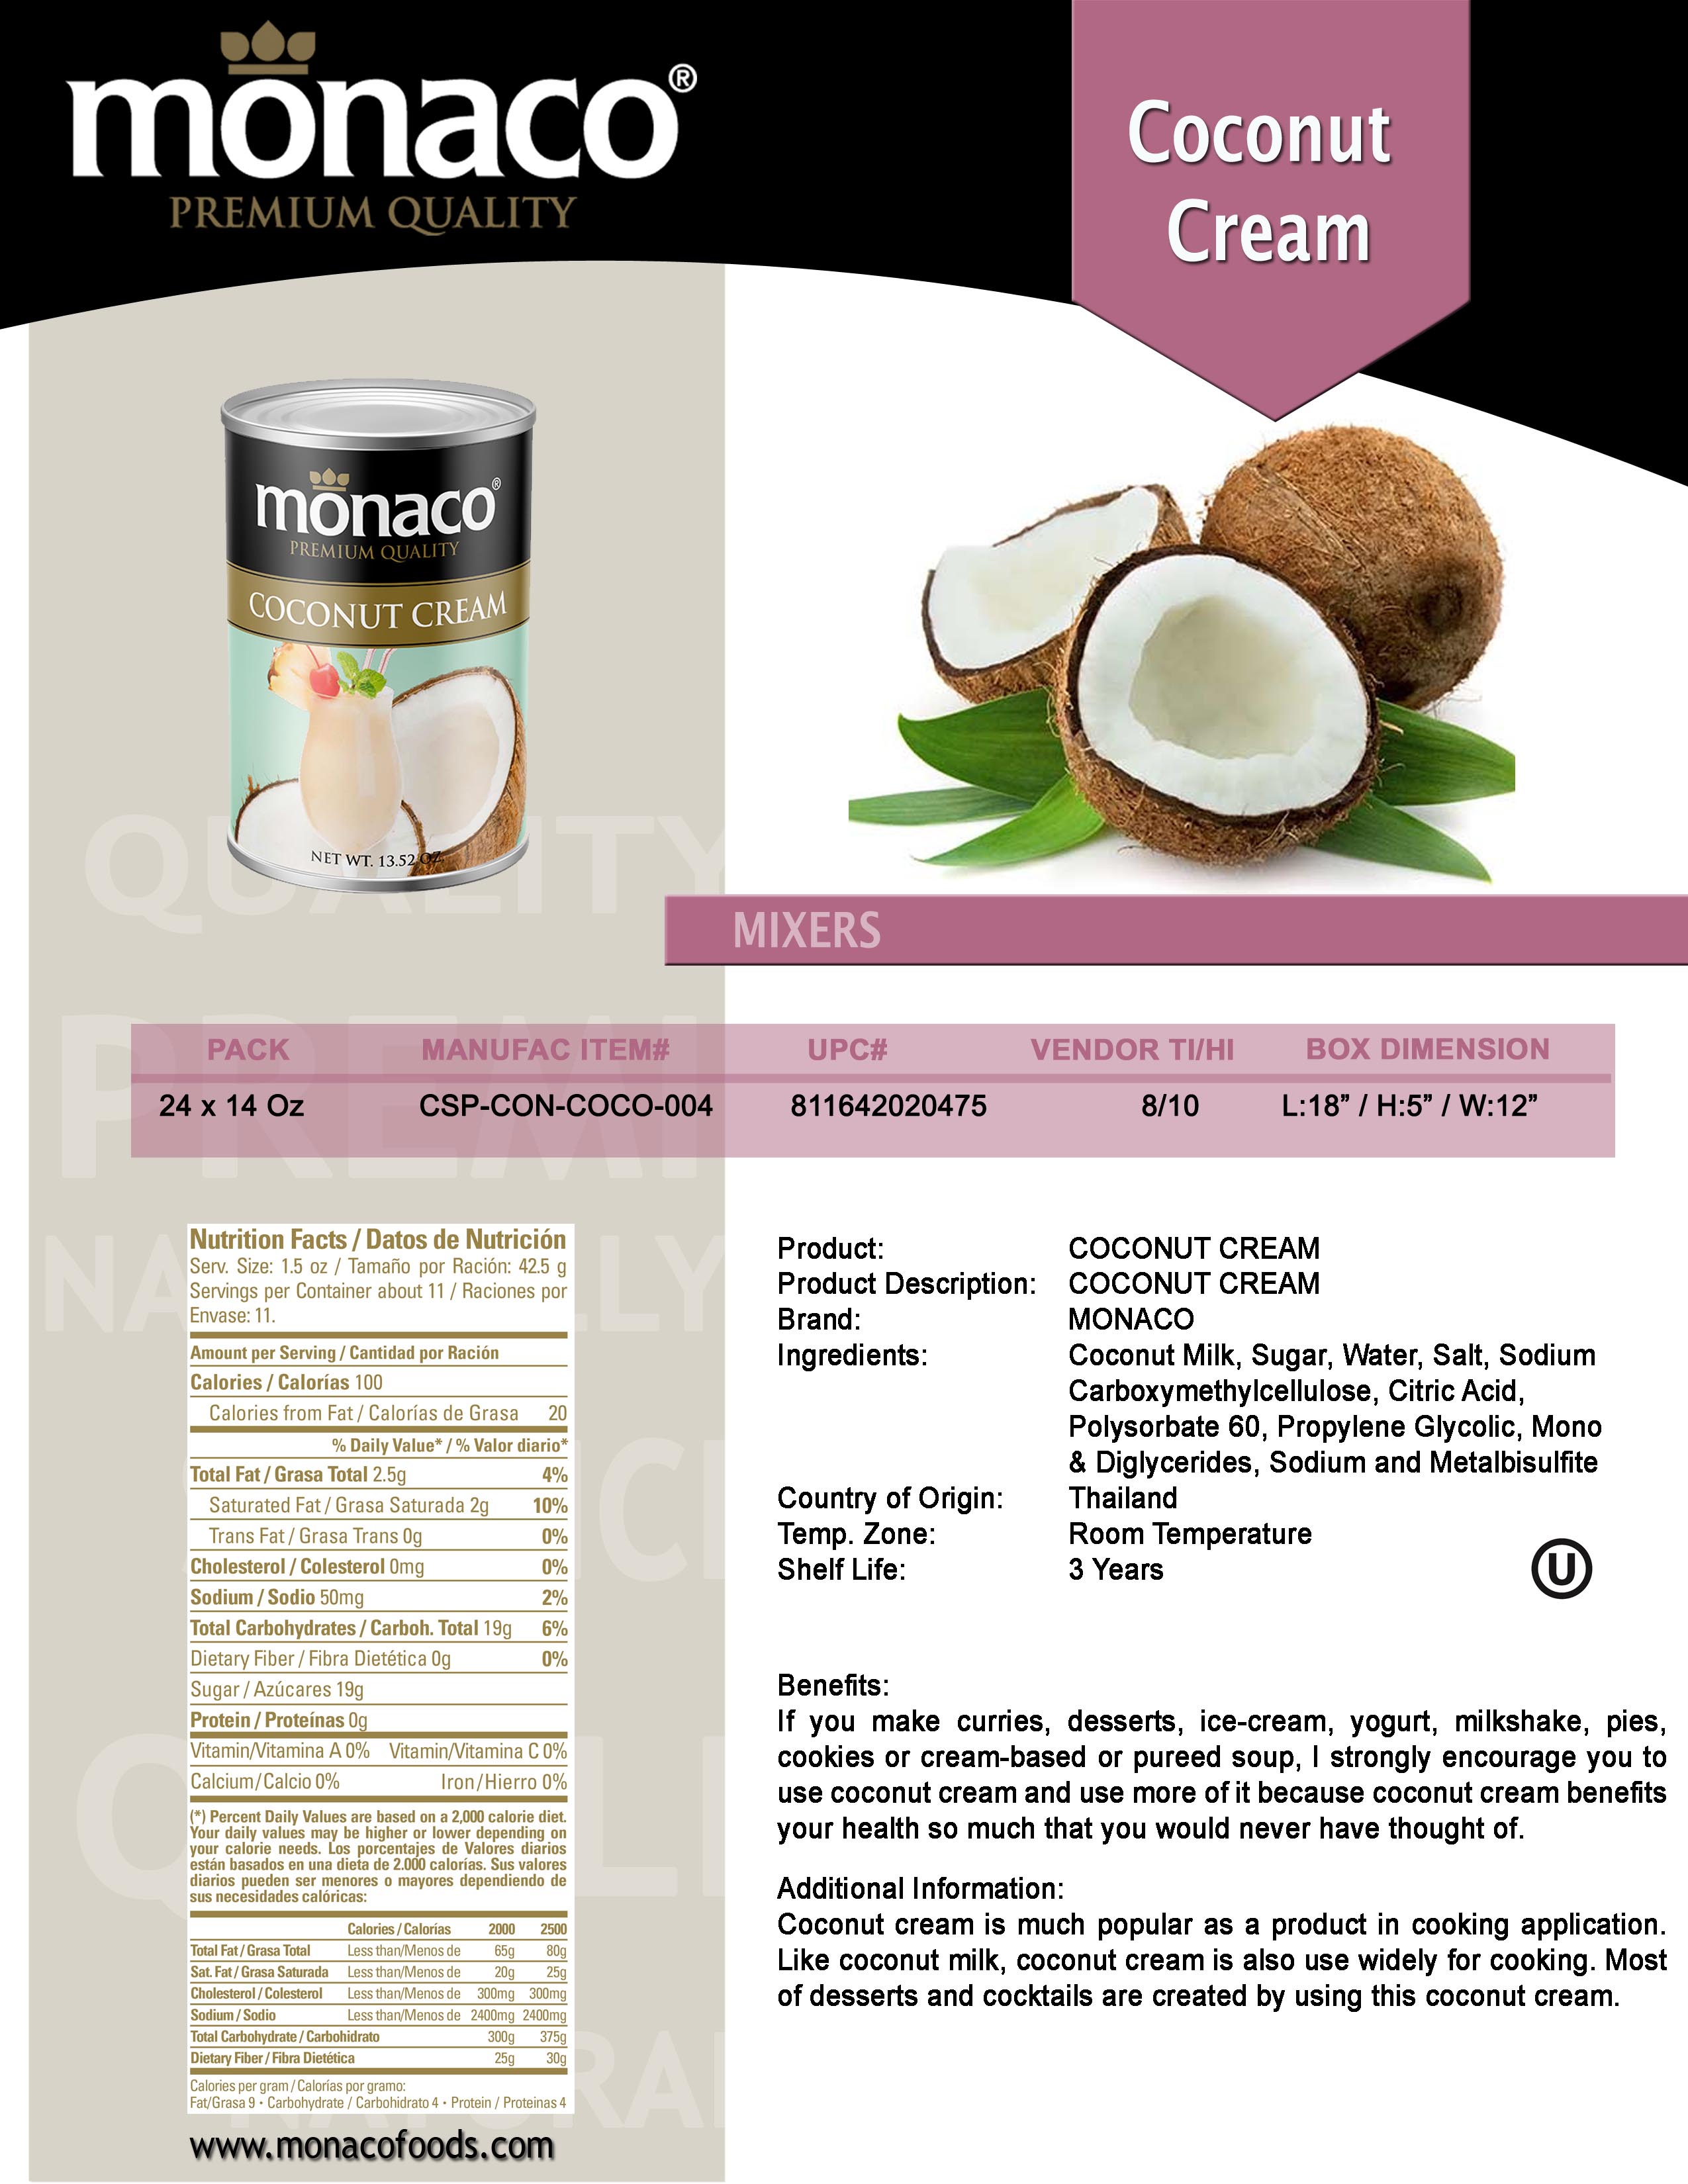 monaco®
PREMIUM QUALITY
Coconut
Cream
monaco®
PREMIUM QUALITY
COCONUT CREAM
NET WT. 13.52 OZ.
QUALITY
MIXERS
PREMI
PACK MANUFAC ITEM# UPC# VENDOR TI/HI BOX DIMENSION
24 x 14 Oz CSP-CON-COCO-004 811642020475 8/10 L:18” / H:5” / W:12”
Nutrition Facts / Datos de Nutrición
Serv. Size: 1.5 oz / Tamaño por Ración: 42.5 g
Servings per Container about 11 / Raciones por
Envase: 11.
Amount per Serving / Cantidad por Ración
Calories / Calorías 100
Calories from Fat / Calorías de Grasa 20
% Daily Value* / % Valor diario*
Total Fat / Grasa Total 2.5g 4%
Saturated Fat / Grasa Saturada 2g 10%
Trans Fat / Grasa Trans 0g 0%
Cholesterol / Colesterol 0mg 0%
Sodium / Sodio 50mg 2%
Total Carbohydrates / Carboh. Total 19g 6%
Dietary Fiber / Fibra Dietética 0g 0%
Sugar / Azúcares 19g
Protein / Proteínas 0g
Vitamin/Vitamina A 0% Vitamin/Vitamina C 0%
Calcium/Calcio 0% Iron/Hierro 0%
(*) Percent Daily Values are based on a 2,000 calorie diet.
Your daily values may be higher or lower depending on
your calorie needs. Los porcentajes de Valores diarios
están basados en una dieta de 2.000 calorías. Sus valores
diarios pueden ser menores o mayores dependiendo de
sus necesidades calóricas:
Calories / Calorías 2000 2500
Total Fat / Grasa Total Less than/Menos de 65g 80g
Sat. Fat / Grasa Saturada Less than/Menos de 20g 25g
Cholesterol / Colesterol Less than/Menos de 300mg 300mg
Sodium / Sodio Less than/Menos de 2400mg 2400mg
Total Carbohydrate / Carbohidrato 300g 375g
Dietary Fiber / Fibra Dietética 25g 30g
Calories per gram / Calorías por gramo:
Fat/Grasa 9 • Carbohydrate / Carbohidrato 4 • Protein / Proteinas 4
www.monacofoods.com
Product: COCONUT CREAM
Product Description: COCONUT CREAM
Brand: MONACO
Ingredients: Coconut Milk, Sugar, Water, Salt, Sodium
Carboxymethylcellulose, Citric Acid,
Polysorbate 60, Propylene Glycolic, Mono
& Diglycerides, Sodium and Metalbisulfite
Country of Origin: Thailand
Temp. Zone: Room Temperature
Shelf Life: 3 Years
U
Benefits:
If you make curries, desserts, ice-cream, yogurt, milkshake, pies,
cookies or cream-based or pureed soup, I strongly encourage you to
use coconut cream and use more of it because coconut cream benefits
your health so much that you would never have thought of.
Additional Information:
Coconut cream is much popular as a product in cooking application.
Like coconut milk, coconut cream is also use widely for cooking. Most
of desserts and cocktails are created by using this coconut cream.